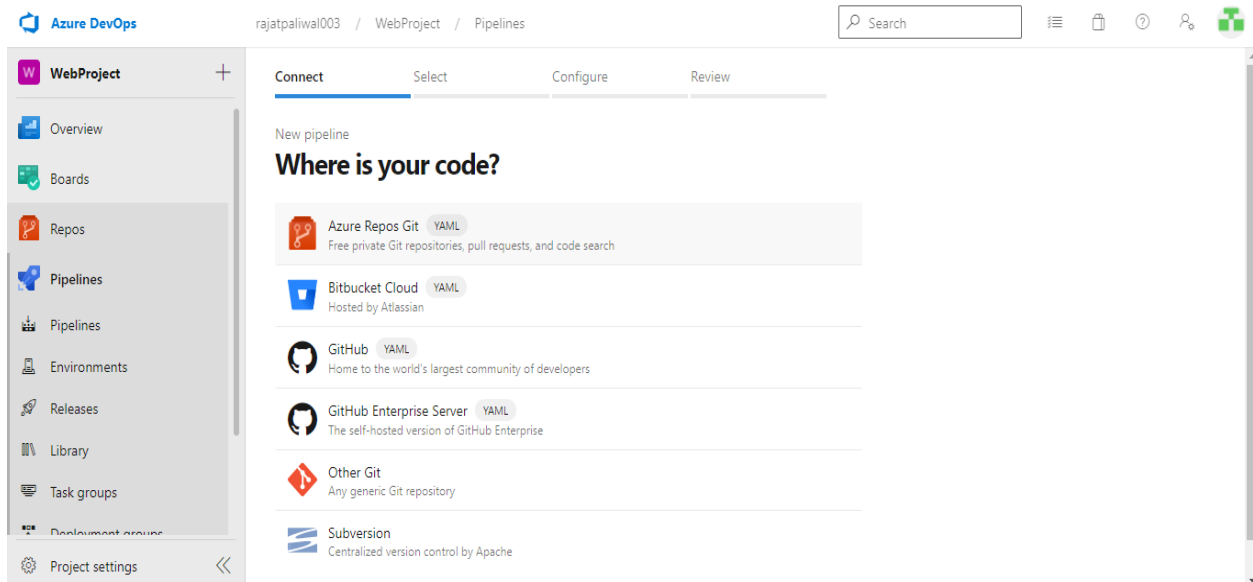 Azure DevOps
rajatpaliwal003 / WebProject / Pipelines
Search
W WebProject
Overview
Boards
Repos
Pipelines
Pipelines
Environments
Releases
Library
Task groups
Deployment groups
Project settings
Connect Select Configure Review
New pipeline
Where is your code?
Azure Repos Git YAML
Free private Git repositories, pull requests, and code search
Bitbucket Cloud YAML
Hosted by Atlassian
GitHub YAML
Home to the world's largest community of developers
GitHub Enterprise Server YAML
The self-hosted version of GitHub Enterprise
Other Git
Any generic Git repository
Subversion
Centralized version control by Apache